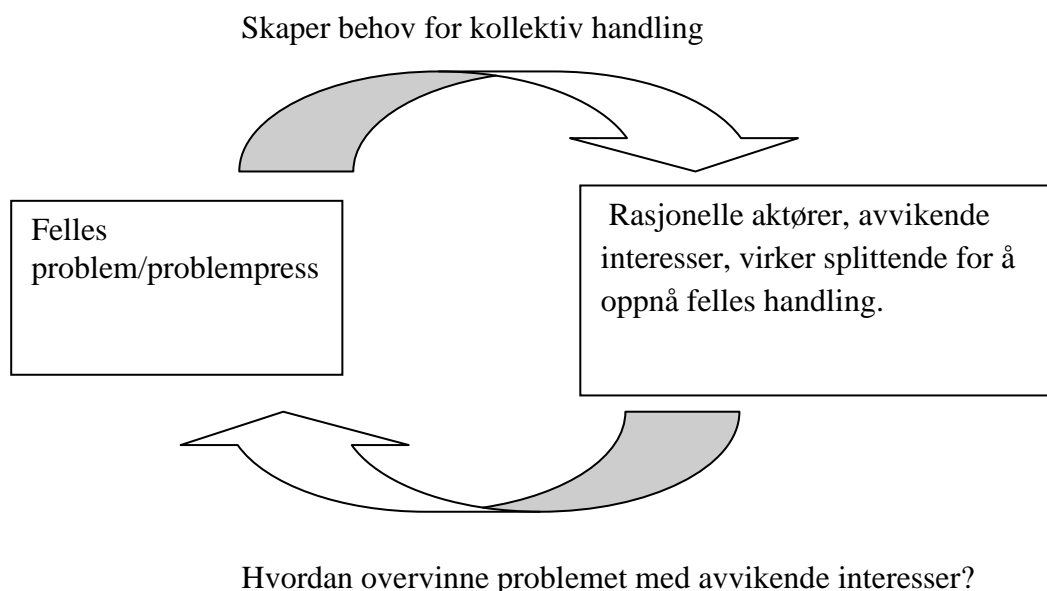 Skaper behov for kollektiv handling
Felles
problem/problempress
Rasjonelle aktører, avvikende
interesser, virker splittende for å
oppnå felles handling.
Hvordan overvinne problemet med avvikende interesser?